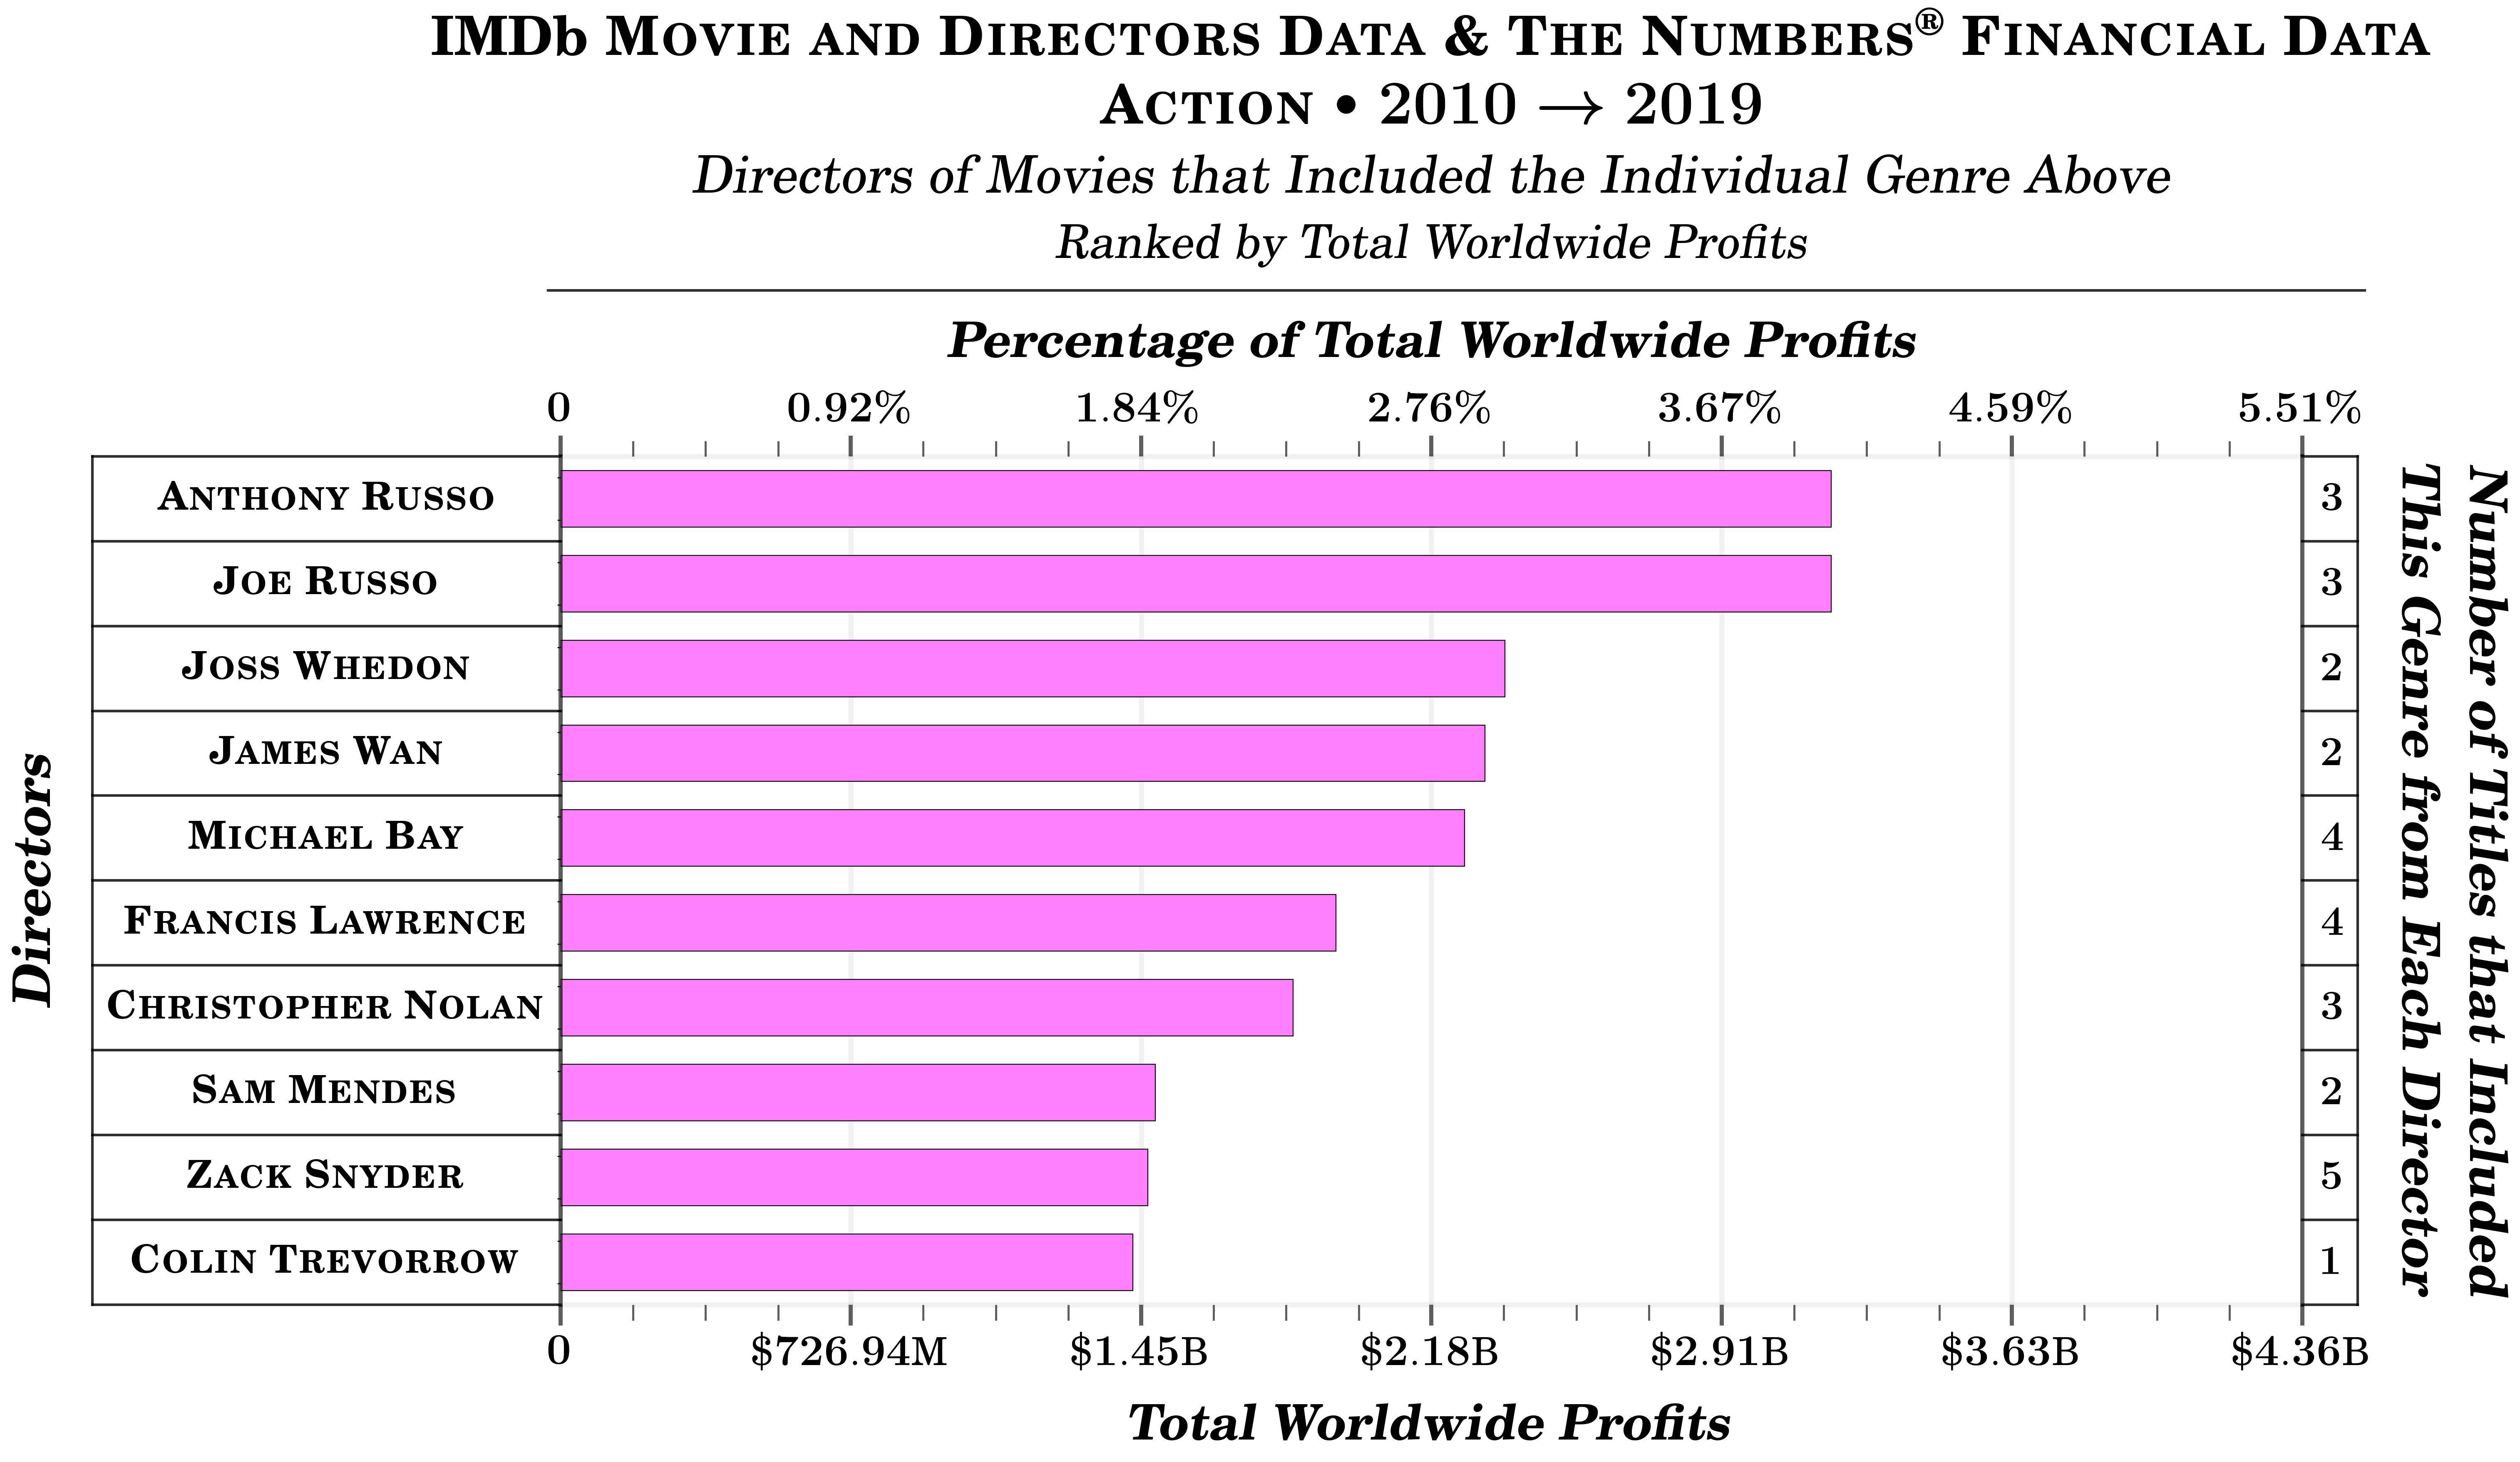 IMDb Movie and Directors Data & The Numbers® Financial Data
Action • 2010 → 2019
Directors of Movies that Included the Individual Genre Above
Ranked by Total Worldwide Profits
Percentage of Total Worldwide Profits
0 0.92% 1.84% 2.76% 3.67% 4.59% 5.51%
Directors
Anthony Russo 3
Joe Russo 3
Joss Whedon 2
James Wan 2
Michael Bay 4
Francis Lawrence 4
Christopher Nolan 3
Sam Mendes 2
Zack Snyder 5
Colin Trevorrow 1
Number of Titles that Included
This Genre from Each Director
0 $726.94M $1.45B $2.18B $2.91B $3.63B $4.36B
Total Worldwide Profits